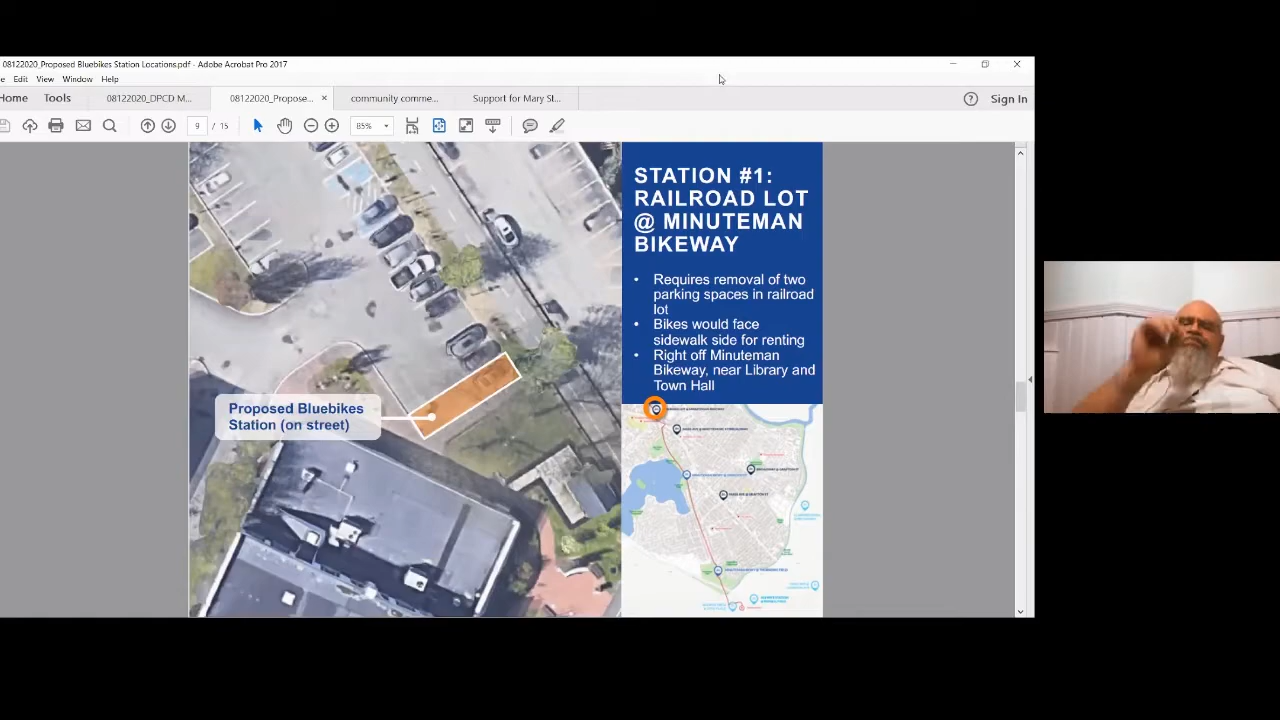 08122020_Proposed Bluebikes Station Locations.pdf - Adobe Acrobat Pro 2017
Edit View Window Help
Home Tools 08122020_DPCD M... 08122020_Propose... × community comme... Support for Mary St... Sign In
9 / 15 85%
STATION #1:
RAILROAD LOT
@ MINUTEMAN
BIKEWAY
• Requires removal of two
parking spaces in railroad
lot
• Bikes would face
sidewalk side for renting
• Right off Minuteman
Bikeway, near Library and
Town Hall
Proposed Bluebikes
Station (on street)